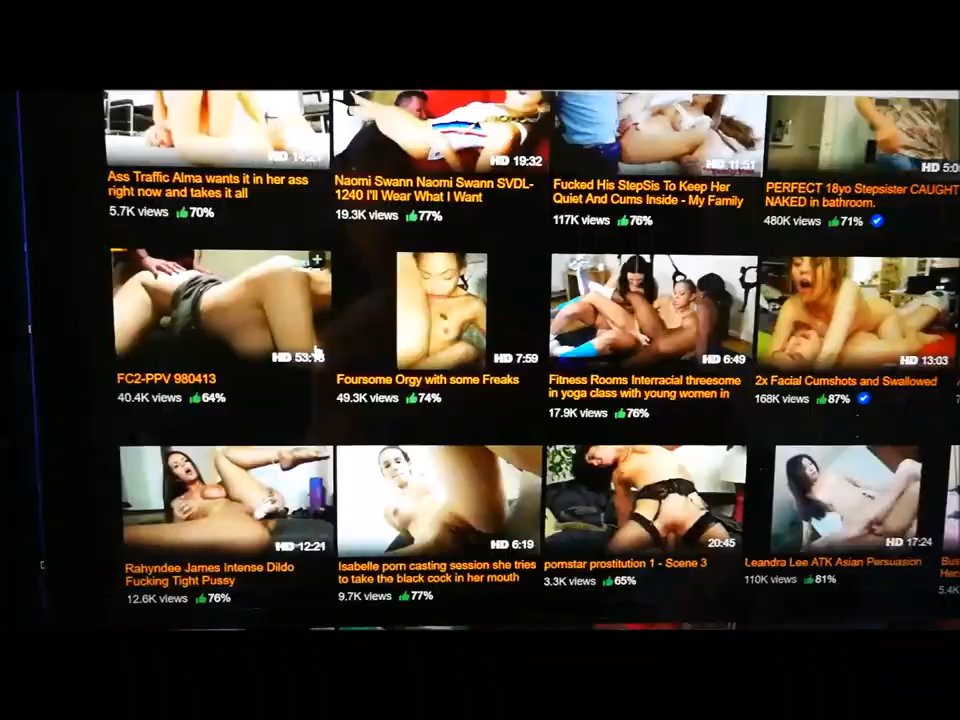 HD 14:21
HD 19:32
HD 11:51
HD 5:0
Ass Traffic Alma wants it in her ass
right now and takes it all
5.7K views 70%
Naomi Swann Naomi Swann SVDL-
1240 I'll Wear What I Want
19.3K views 77%
Fucked His StepSis To Keep Her
Quiet And Cums Inside - My Family
117K views 76%
PERFECT 18yo Stepsister CAUGHT
NAKED in bathroom.
480K views 71%
HD 53:
HD 7:59
HD 6:49
HD 13:03
FC2-PPV 980413
40.4K views 64%
Foursome Orgy with some Freaks
49.3K views 74%
Fitness Rooms Interracial threesome
in yoga class with young women in
17.9K views 76%
2x Facial Cumshots and Swallowed
168K views 87%
HD 12:21
HD 6:19
20:45
HD 17:24
Rahyndee James Intense Dildo
Fucking Tight Pussy
12.6K views 76%
Isabelle porn casting session she tries
to take the black cock in her mouth
9.7K views 77%
pornstar prostitution 1 - Scene 3
3.3K views 65%
Leandra Lee ATK Asian Persuasion
110K views 81%
5.4K